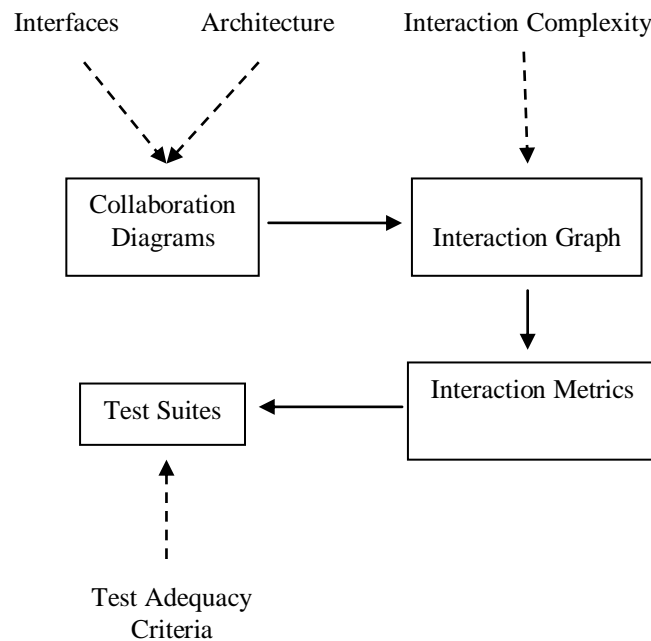 Interfaces
Architecture
Interaction Complexity
Collaboration
Diagrams
Interaction Graph
Interaction Metrics
Test Suites
Test Adequacy
Criteria